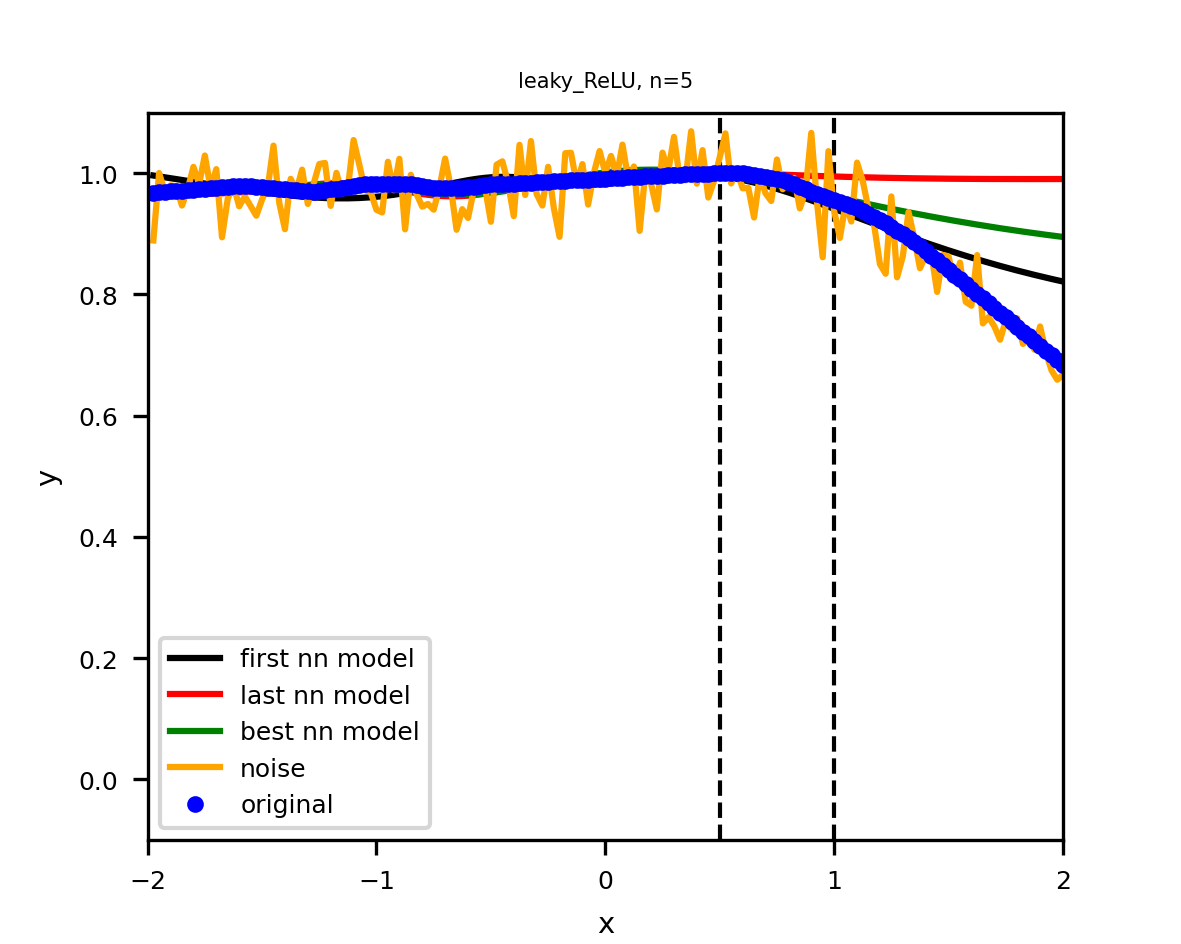 leaky_ReLU, n=5
y
1.0
0.8
0.6
0.4
0.2
0.0
first nn model
last nn model
best nn model
noise
original
−2
−1
0
1
2
x